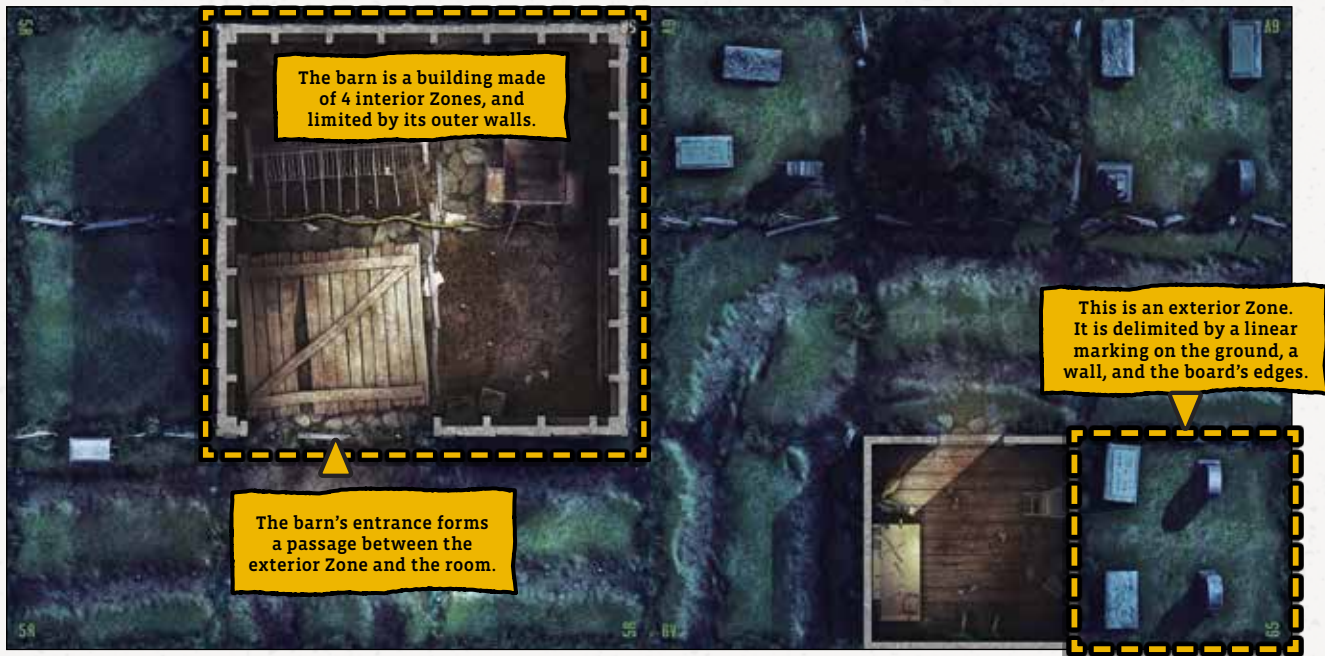 The barn is a building made
of 4 interior Zones, and
limited by its outer walls.
This is an exterior Zone.
It is delimited by a linear
marking on the ground, a
wall, and the board's edges.
The barn's entrance forms
a passage between the
exterior Zone and the room.